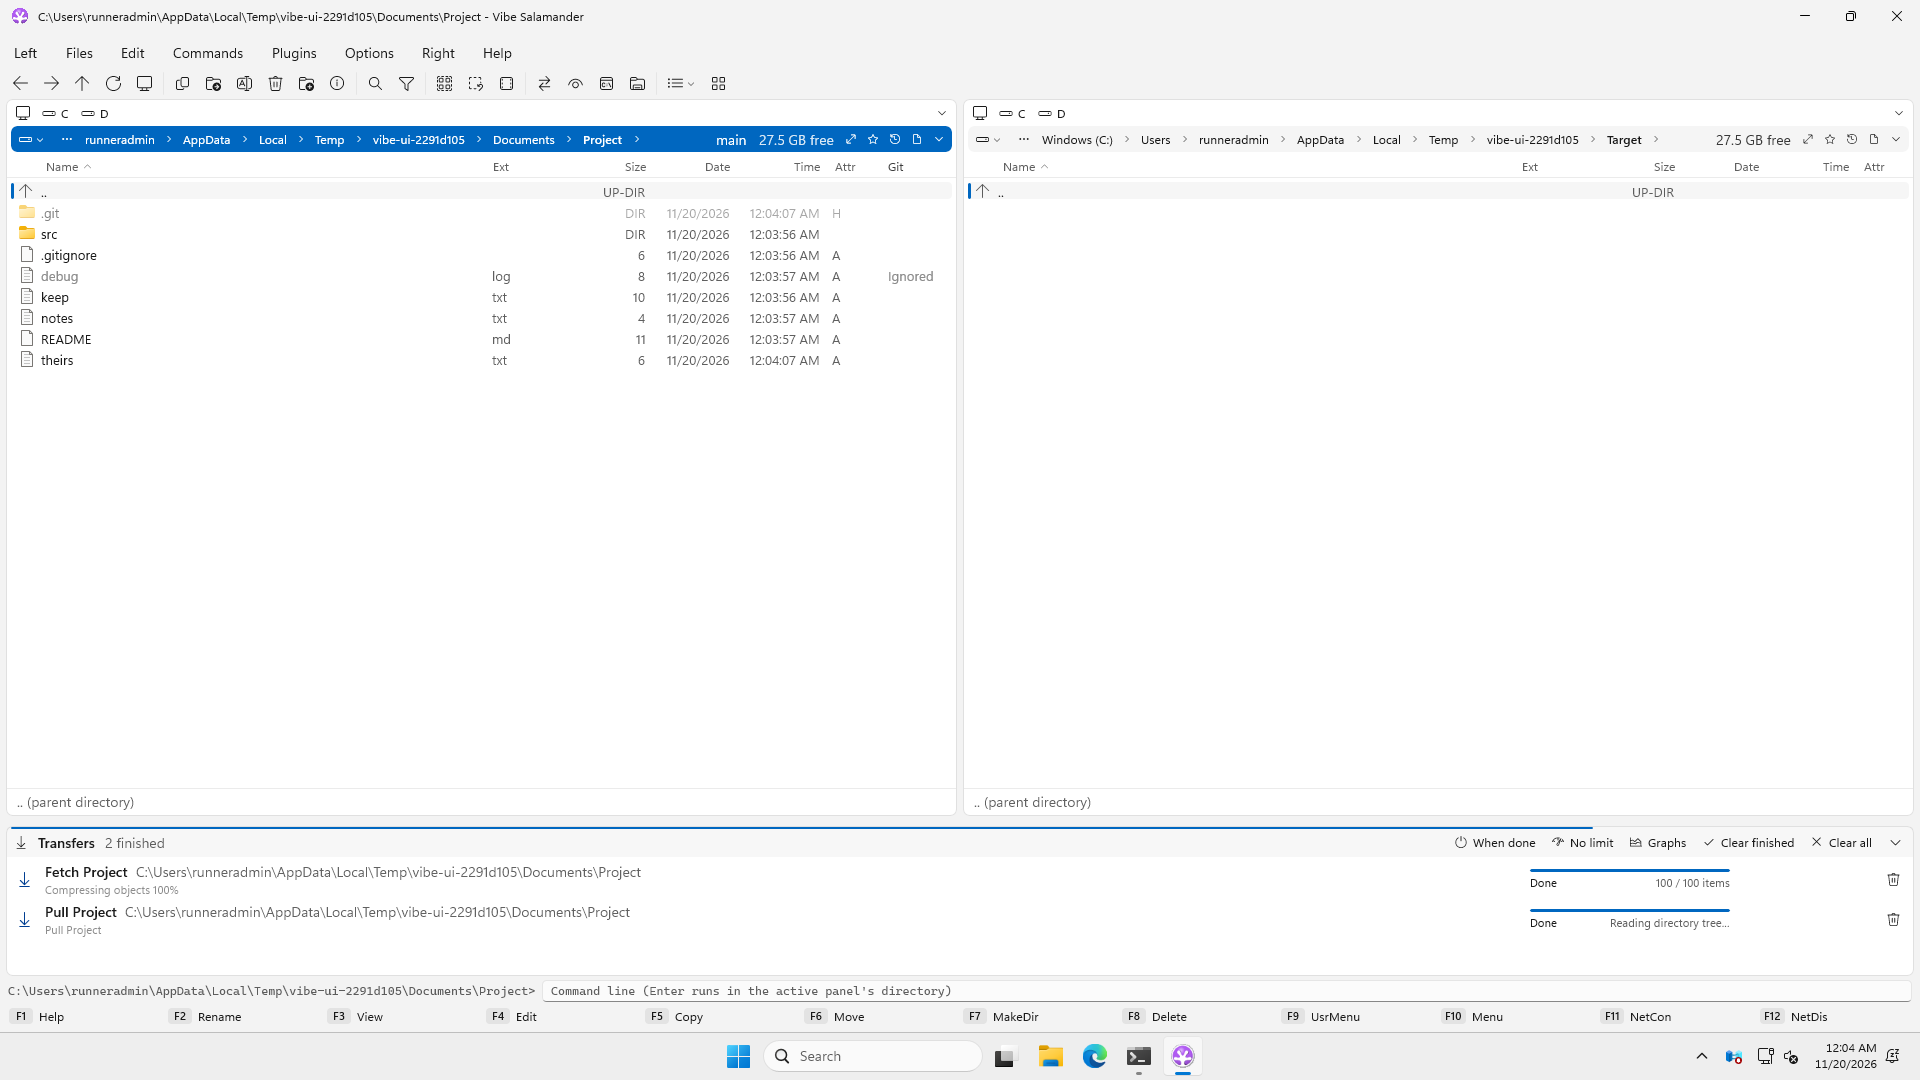 C:\Users\runneradmin\AppData\Local\Temp\vibe-ui-2291d105\Documents\Project - Vibe Salamander
Left Files Edit Commands Plugins Options Right Help
C D
runneradmin AppData Local Temp vibe-ui-2291d105 Documents Project main 27.5 GB free
Name Ext Size Date Time Attr Git
.. UP-DIR
.git DIR 11/20/2026 12:04:07 AM H
src DIR 11/20/2026 12:03:56 AM
.gitignore 6 11/20/2026 12:03:56 AM A
debug log 8 11/20/2026 12:03:57 AM A Ignored
keep txt 10 11/20/2026 12:03:56 AM A
notes txt 4 11/20/2026 12:03:57 AM A
README md 11 11/20/2026 12:03:57 AM A
theirs txt 6 11/20/2026 12:04:07 AM A
.. (parent directory)
C D
Windows (C:) Users runneradmin AppData Local Temp vibe-ui-2291d105 Target 27.5 GB free
Name Ext Size Date Time Attr
.. UP-DIR
.. (parent directory)
Transfers 2 finished When done No limit Graphs Clear finished Clear all
Fetch Project C:\Users\runneradmin\AppData\Local\Temp\vibe-ui-2291d105\Documents\Project
Compressing objects 100% Done 100 / 100 items
Pull Project C:\Users\runneradmin\AppData\Local\Temp\vibe-ui-2291d105\Documents\Project
Pull Project Done Reading directory tree...
C:\Users\runneradmin\AppData\Local\Temp\vibe-ui-2291d105\Documents\Project> Command line (Enter runs in the active panel's directory)
F1 Help F2 Rename F3 View F4 Edit F5 Copy F6 Move F7 MakeDir F8 Delete F9 UsrMenu F10 Menu F11 NetCon F12 NetDis
Search
12:04 AM
11/20/2026